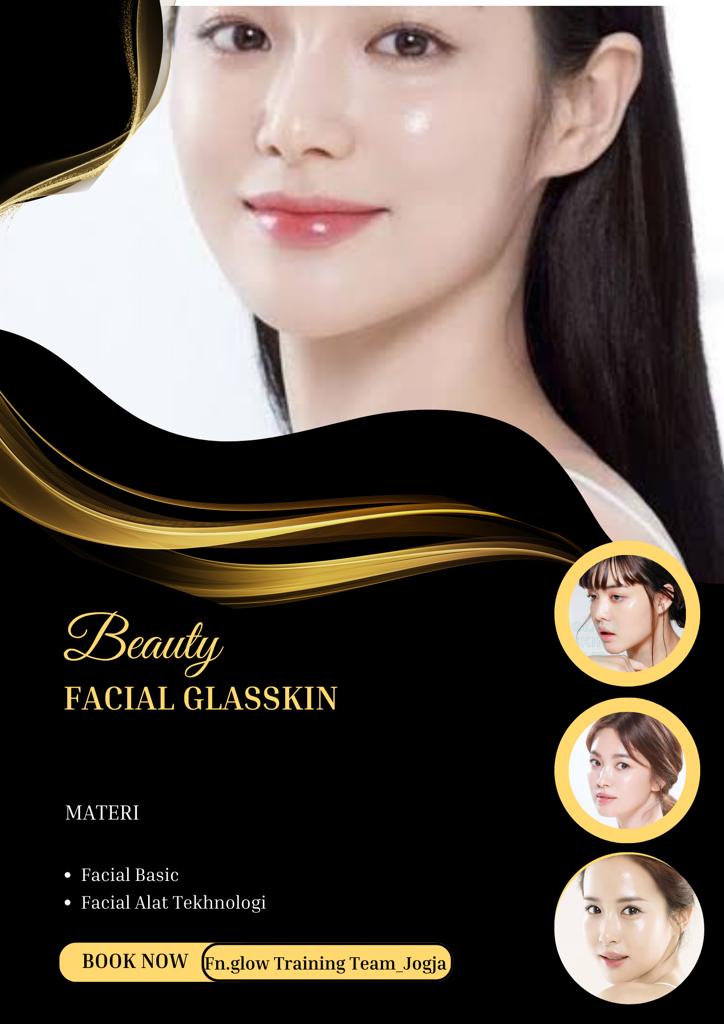 Beauty
FACIAL GLASSKIN
MATERI
• Facial Basic
• Facial Alat Tekhnologi
BOOK NOW Fn.glow Training Team_Jogja